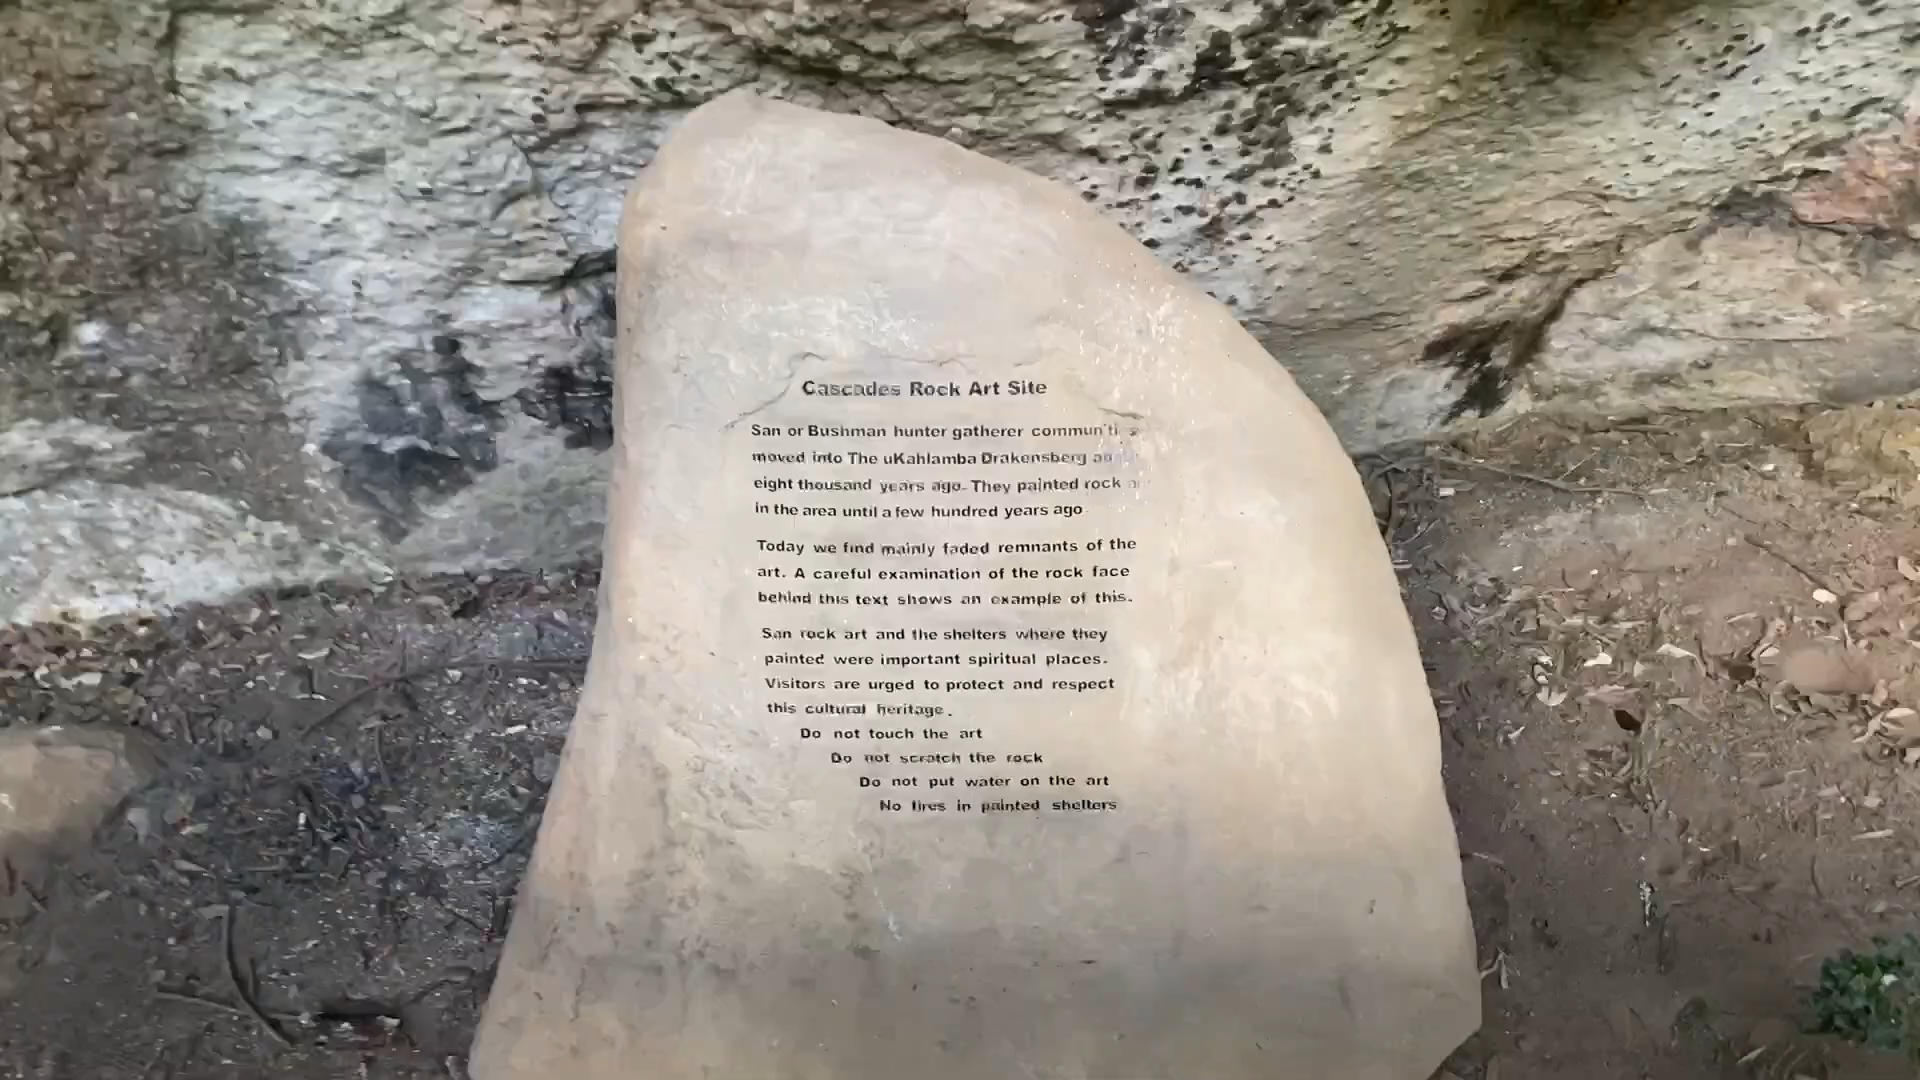 Cascades Rock Art Site
San or Bushman hunter gatherer communities
moved into The uKahlamba Drakensberg
eight thousand years ago. They painted rock
in the area until a few hundred years ago
Today we find mainly faded remnants of the
art. A careful examination of the rock face
behind this text shows an example of this.
San rock art and the shelters where they
painted were important spiritual places.
Visitors are urged to protect and respect
this cultural heritage.
Do not touch the art
Do not scratch the rock
Do not put water on the art
No fires in painted shelters